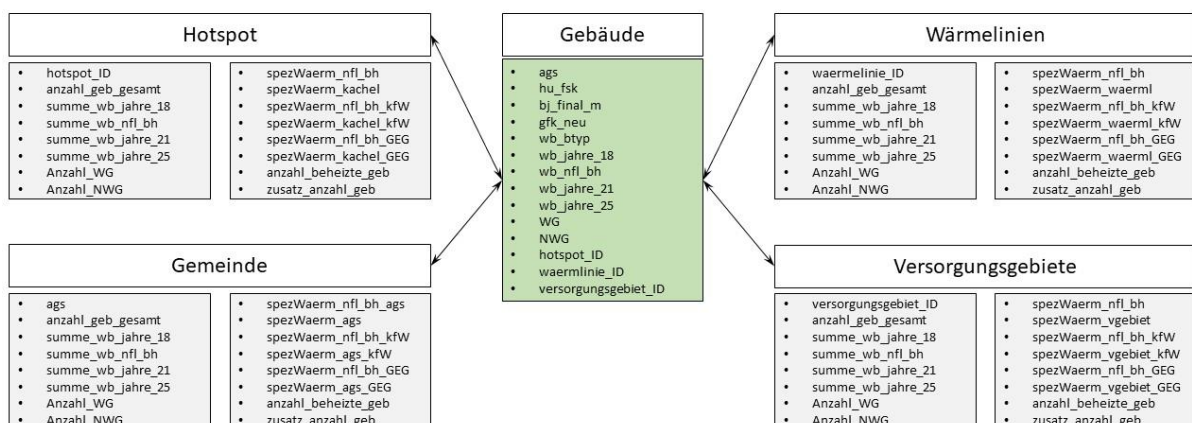 Hotspot
hotspot_ID
anzahl_geb_gesamt
summe_wb_jahre_18
summe_wb_nfl_bh
summe_wb_jahre_21
summe_wb_jahre_25
Anzahl_WG
Anzahl_NWG
spezWaerm_nfl_bh
spezWaerm_kachel
spezWaerm_nfl_bh_kfW
spezWaerm_kachel_kfW
spezWaerm_nfl_bh_GEG
spezWaerm_kachel_GEG
anzahl_beheizte_geb
zusatz_anzahl_geb
Gebäude
ags
hu_fsk
bj_final_m
gfk_neu
wb_btyp
wb_jahre_18
wb_nfl_bh
wb_jahre_21
wb_jahre_25
WG
NWG
hotspot_ID
waermlinie_ID
versorgungsgebiet_ID
Wärmelinien
waermelinie_ID
anzahl_geb_gesamt
summe_wb_jahre_18
summe_wb_nfl_bh
summe_wb_jahre_21
summe_wb_jahre_25
Anzahl_WG
Anzahl_NWG
spezWaerm_nfl_bh
spezWaerm_waerml
spezWaerm_nfl_bh_kfW
spezWaerm_waerml_kfW
spezWaerm_nfl_bh_GEG
spezWaerm_waerml_GEG
anzahl_beheizte_geb
zusatz_anzahl_geb
Gemeinde
ags
anzahl_geb_gesamt
summe_wb_jahre_18
summe_wb_nfl_bh
summe_wb_jahre_21
summe_wb_jahre_25
Anzahl_WG
Anzahl_NWG
spezWaerm_nfl_bh_ags
spezWaerm_ags
spezWaerm_nfl_bh_kfW
spezWaerm_ags_kfW
spezWaerm_nfl_bh_GEG
spezWaerm_ags_GEG
anzahl_beheizte_geb
zusatz_anzahl_geb
Versorgungsgebiete
versorgungsgebiet_ID
anzahl_geb_gesamt
summe_wb_jahre_18
summe_wb_nfl_bh
summe_wb_jahre_21
summe_wb_jahre_25
Anzahl_WG
Anzahl_NWG
spezWaerm_nfl_bh
spezWaerm_vgebiet
spezWaerm_nfl_bh_kfW
spezWaerm_vgebiet_kfW
spezWaerm_nfl_bh_GEG
spezWaerm_vgebiet_GEG
anzahl_beheizte_geb
zusatz_anzahl_geb